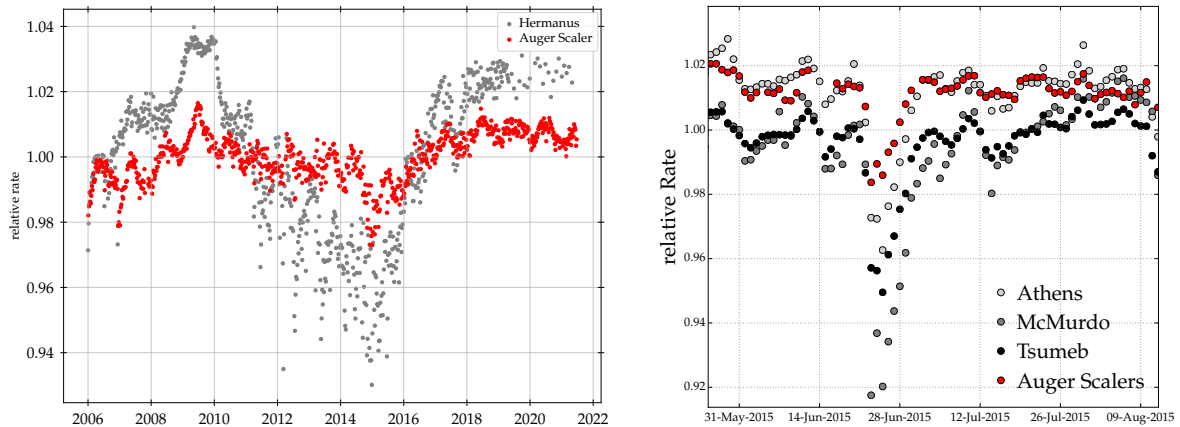 Hermanus
Auger Scaler
1.04
1.02
1.00
0.98
0.96
0.94
relative rate
2006 2008 2010 2012 2014 2016 2018 2020 2022
1.02
1.00
0.98
0.96
0.94
0.92
relative Rate
Athens
McMurdo
Tsumeb
Auger Scalers
31-May-2015 14-Jun-2015 28-Jun-2015 12-Jul-2015 26-Jul-2015 09-Aug-2015